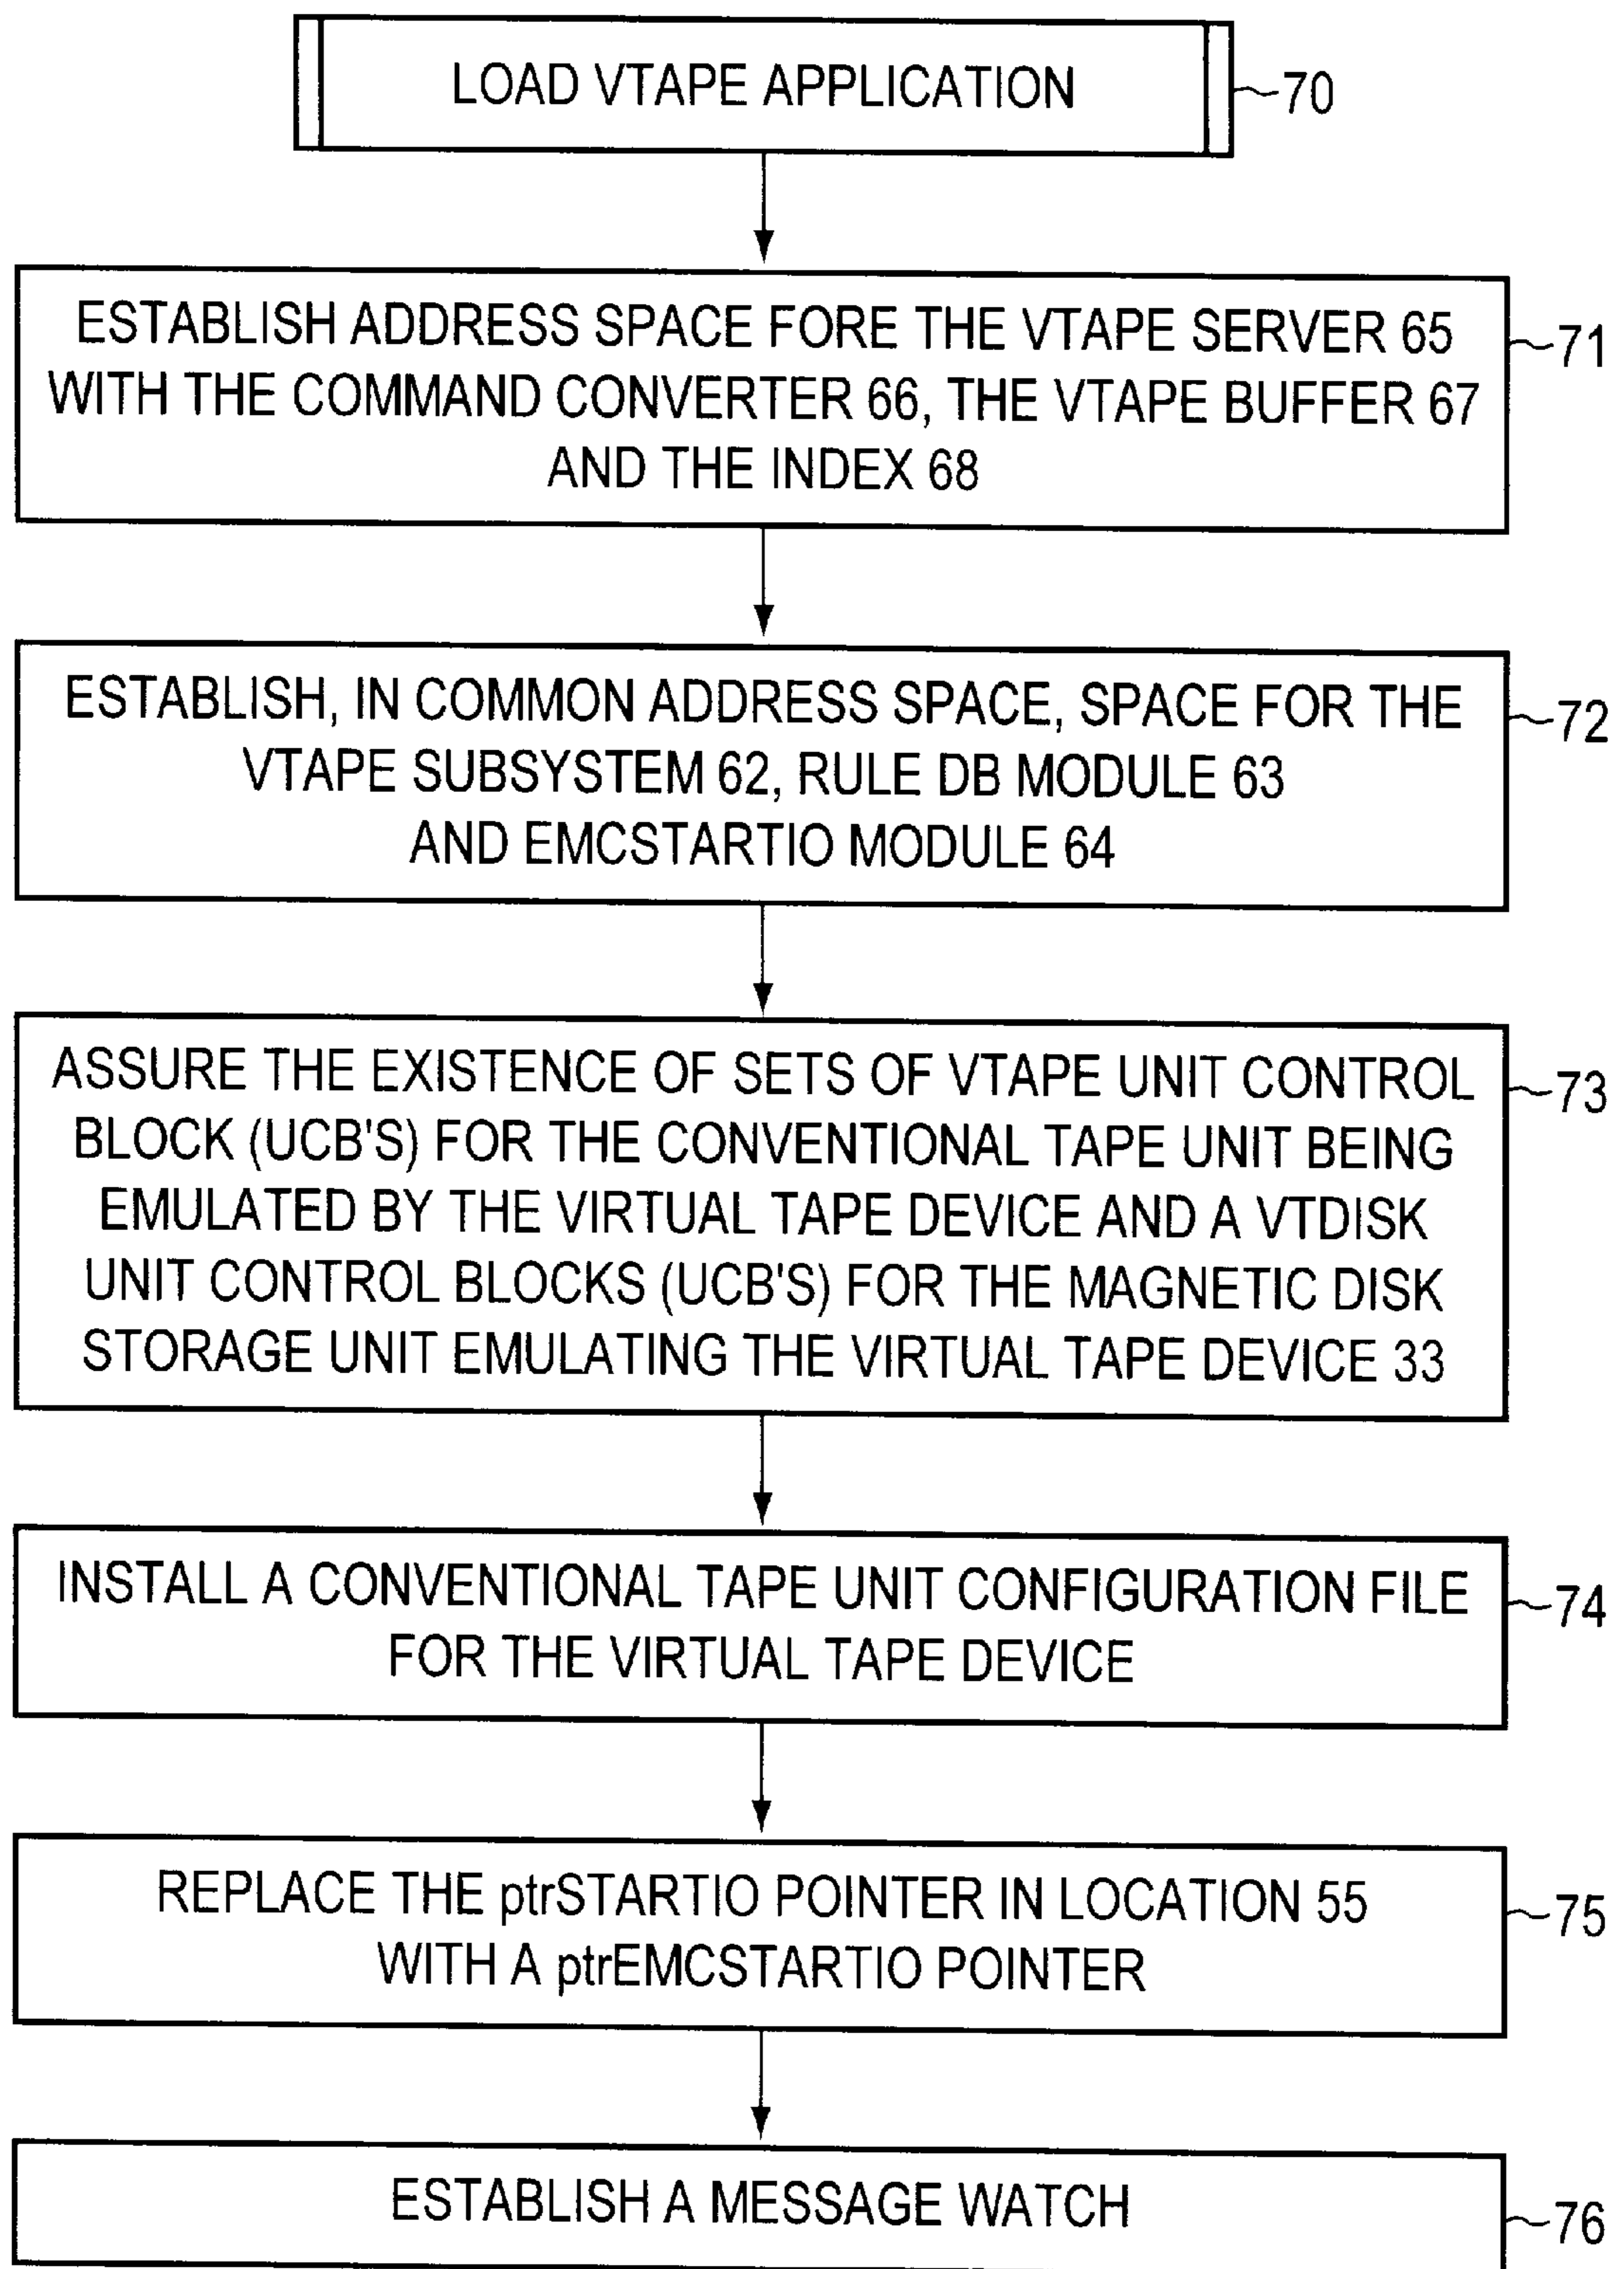 LOAD VTAPE APPLICATION
70
ESTABLISH ADDRESS SPACE FORE THE VTAPE SERVER 65
WITH THE COMMAND CONVERTER 66, THE VTAPE BUFFER 67
AND THE INDEX 68
71
ESTABLISH, IN COMMON ADDRESS SPACE, SPACE FOR THE
VTAPE SUBSYSTEM 62, RULE DB MODULE 63
AND EMCSTARTIO MODULE 64
72
ASSURE THE EXISTENCE OF SETS OF VTAPE UNIT CONTROL
BLOCK (UCB'S) FOR THE CONVENTIONAL TAPE UNIT BEING
EMULATED BY THE VIRTUAL TAPE DEVICE AND A VTDISK
UNIT CONTROL BLOCKS (UCB'S) FOR THE MAGNETIC DISK
STORAGE UNIT EMULATING THE VIRTUAL TAPE DEVICE 33
73
INSTALL A CONVENTIONAL TAPE UNIT CONFIGURATION FILE
FOR THE VIRTUAL TAPE DEVICE
74
REPLACE THE ptrSTARTIO POINTER IN LOCATION 55
WITH A ptrEMCSTARTIO POINTER
75
ESTABLISH A MESSAGE WATCH
76